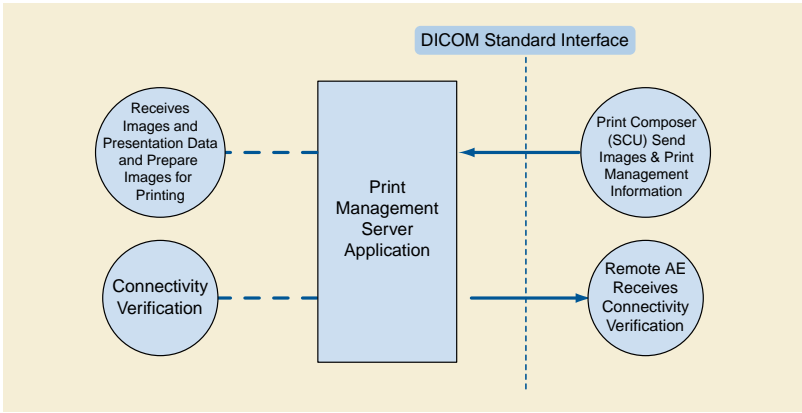 DICOM Standard Interface
Receives
Images and
Presentation Data
and Prepare
Images for
Printing
Print
Management
Server
Application
Print Composer
(SCU) Send
Images & Print
Management
Information
Connectivity
Verification
Remote AE
Receives
Connectivity
Verification